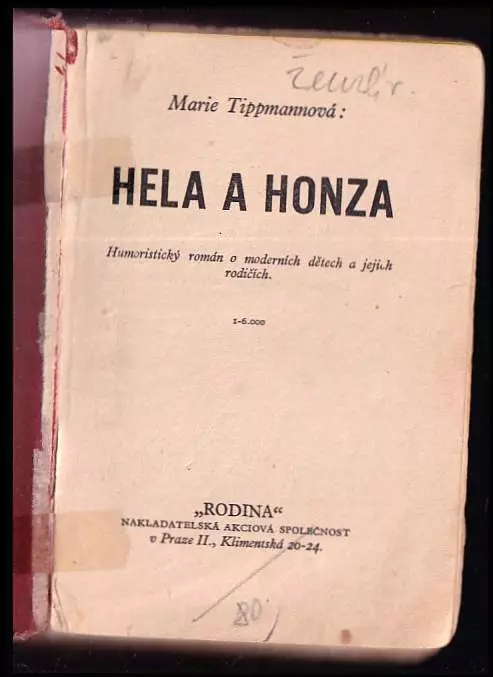 Marie Tippmannová:
HELA A HONZA
Humoristický román o moderních dětech a jejich
rodičích.
1-6.000
„RODINA“
NAKLADATELSKÁ AKCIOVÁ SPOLEČNOST
v Praze II., Klimentská 20-24.
80